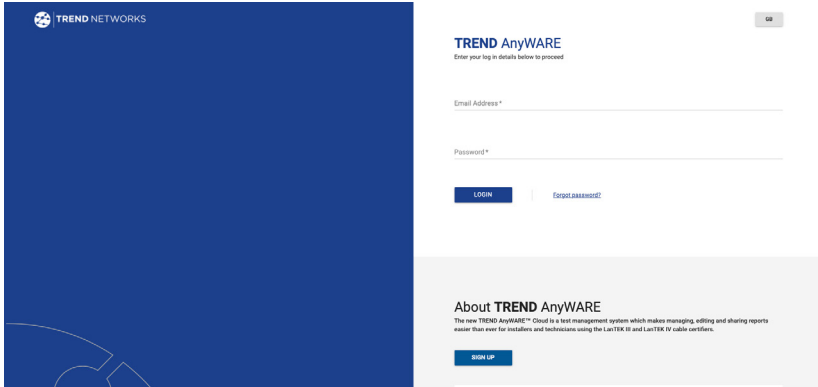 TREND NETWORKS
GB
TREND AnyWARE
Enter your log in details below to proceed
Email Address *
Password *
LOGIN
Forgot password?
About TREND AnyWARE
The new TREND AnyWARE™ Cloud is a test management system which makes managing, editing and sharing reports
easier than ever for installers and technicians using the LanTEK III and LanTEK IV cable certifiers.
SIGN UP